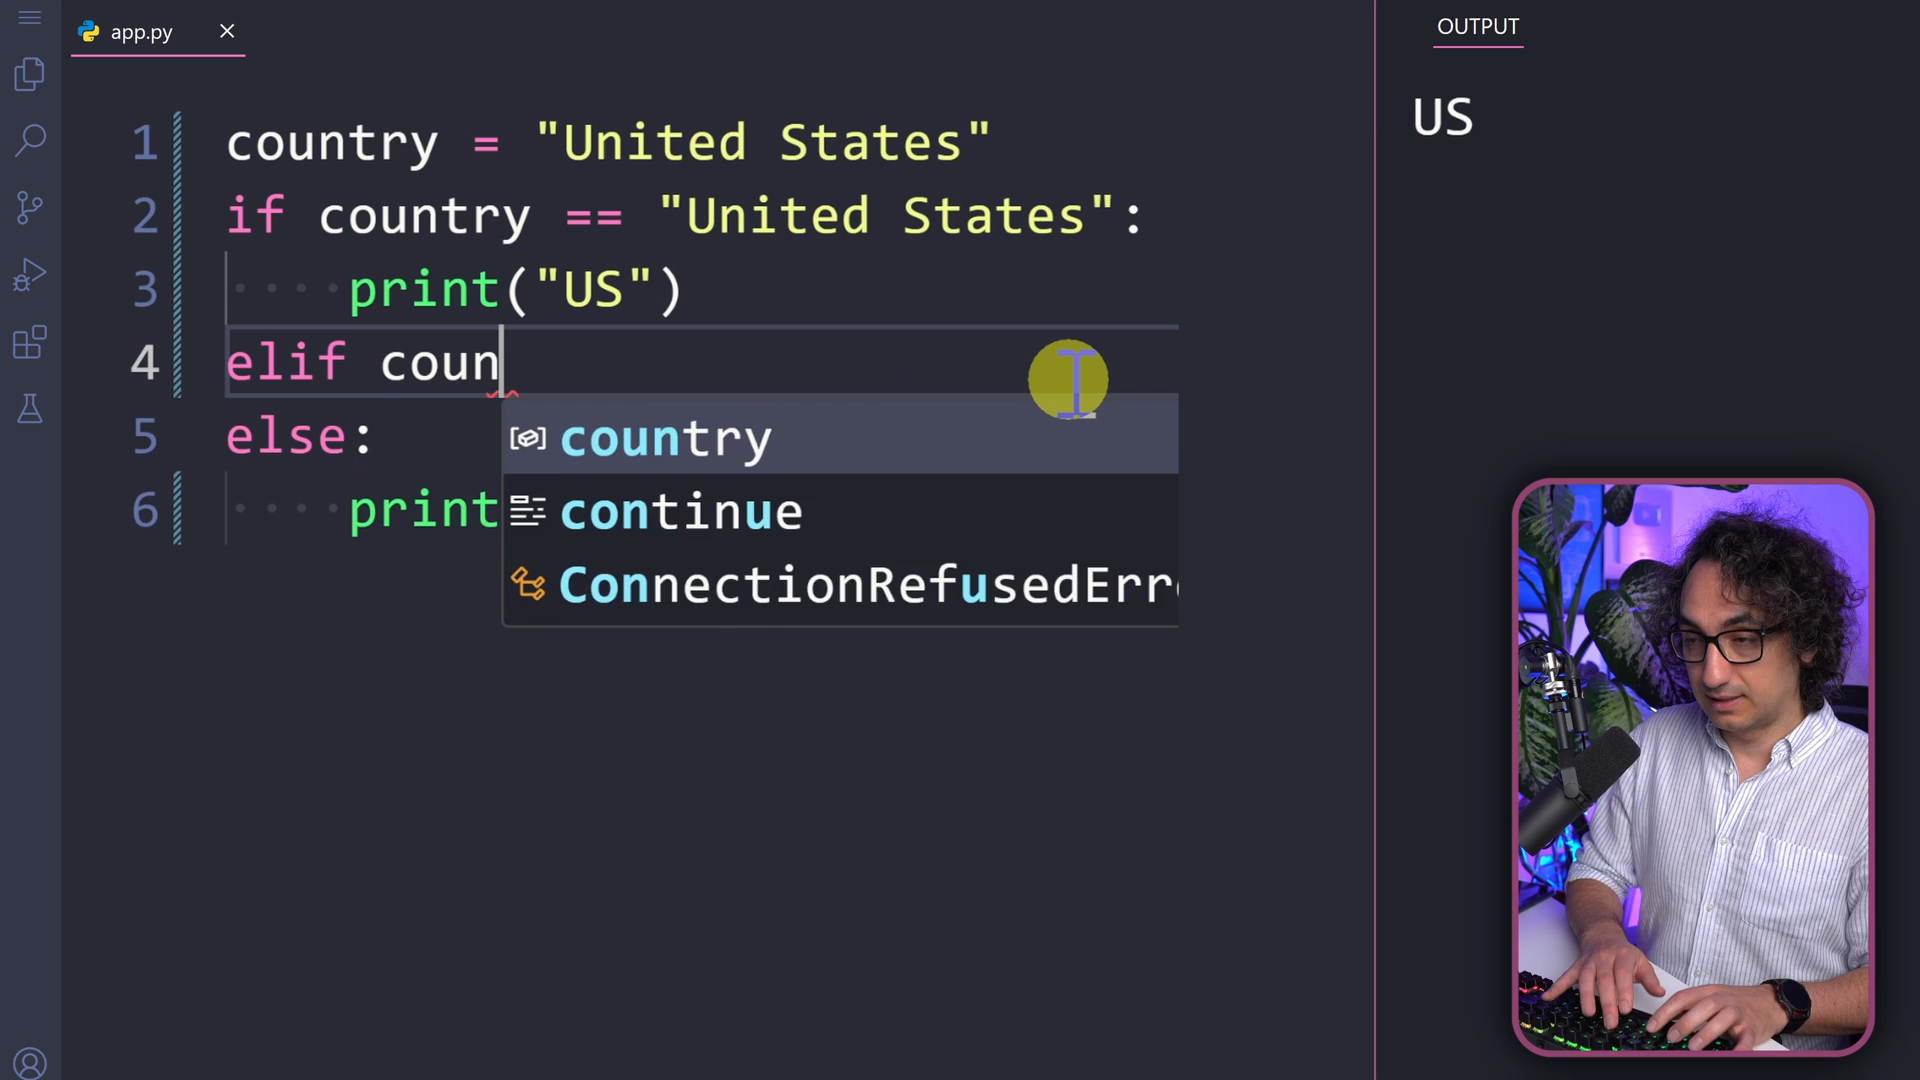 app.py
OUTPUT
US
1 country = "United States"
2 if country == "United States":
3 print("US")
4 elif coun
country
5 else:
continue
6 print
ConnectionRefusedErr